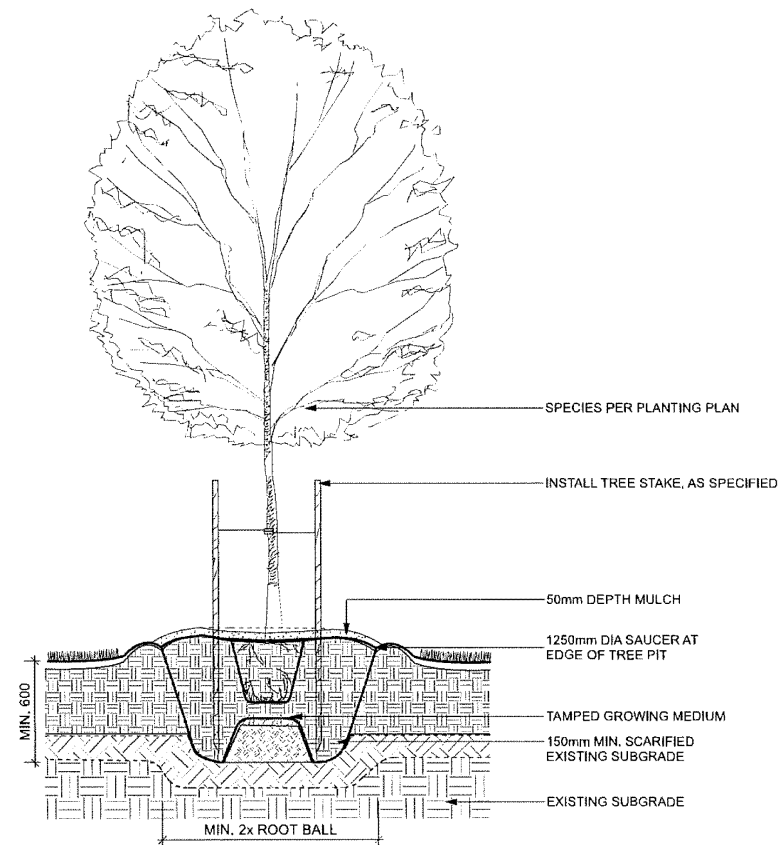 SPECIES PER PLANTING PLAN
INSTALL TREE STAKE, AS SPECIFIED
50mm DEPTH MULCH
1250mm DIA SAUCER AT
EDGE OF TREE PIT
MIN. 600
TAMPED GROWING MEDIUM
150mm MIN. SCARIFIED
EXISTING SUBGRADE
EXISTING SUBGRADE
MIN. 2x ROOT BALL